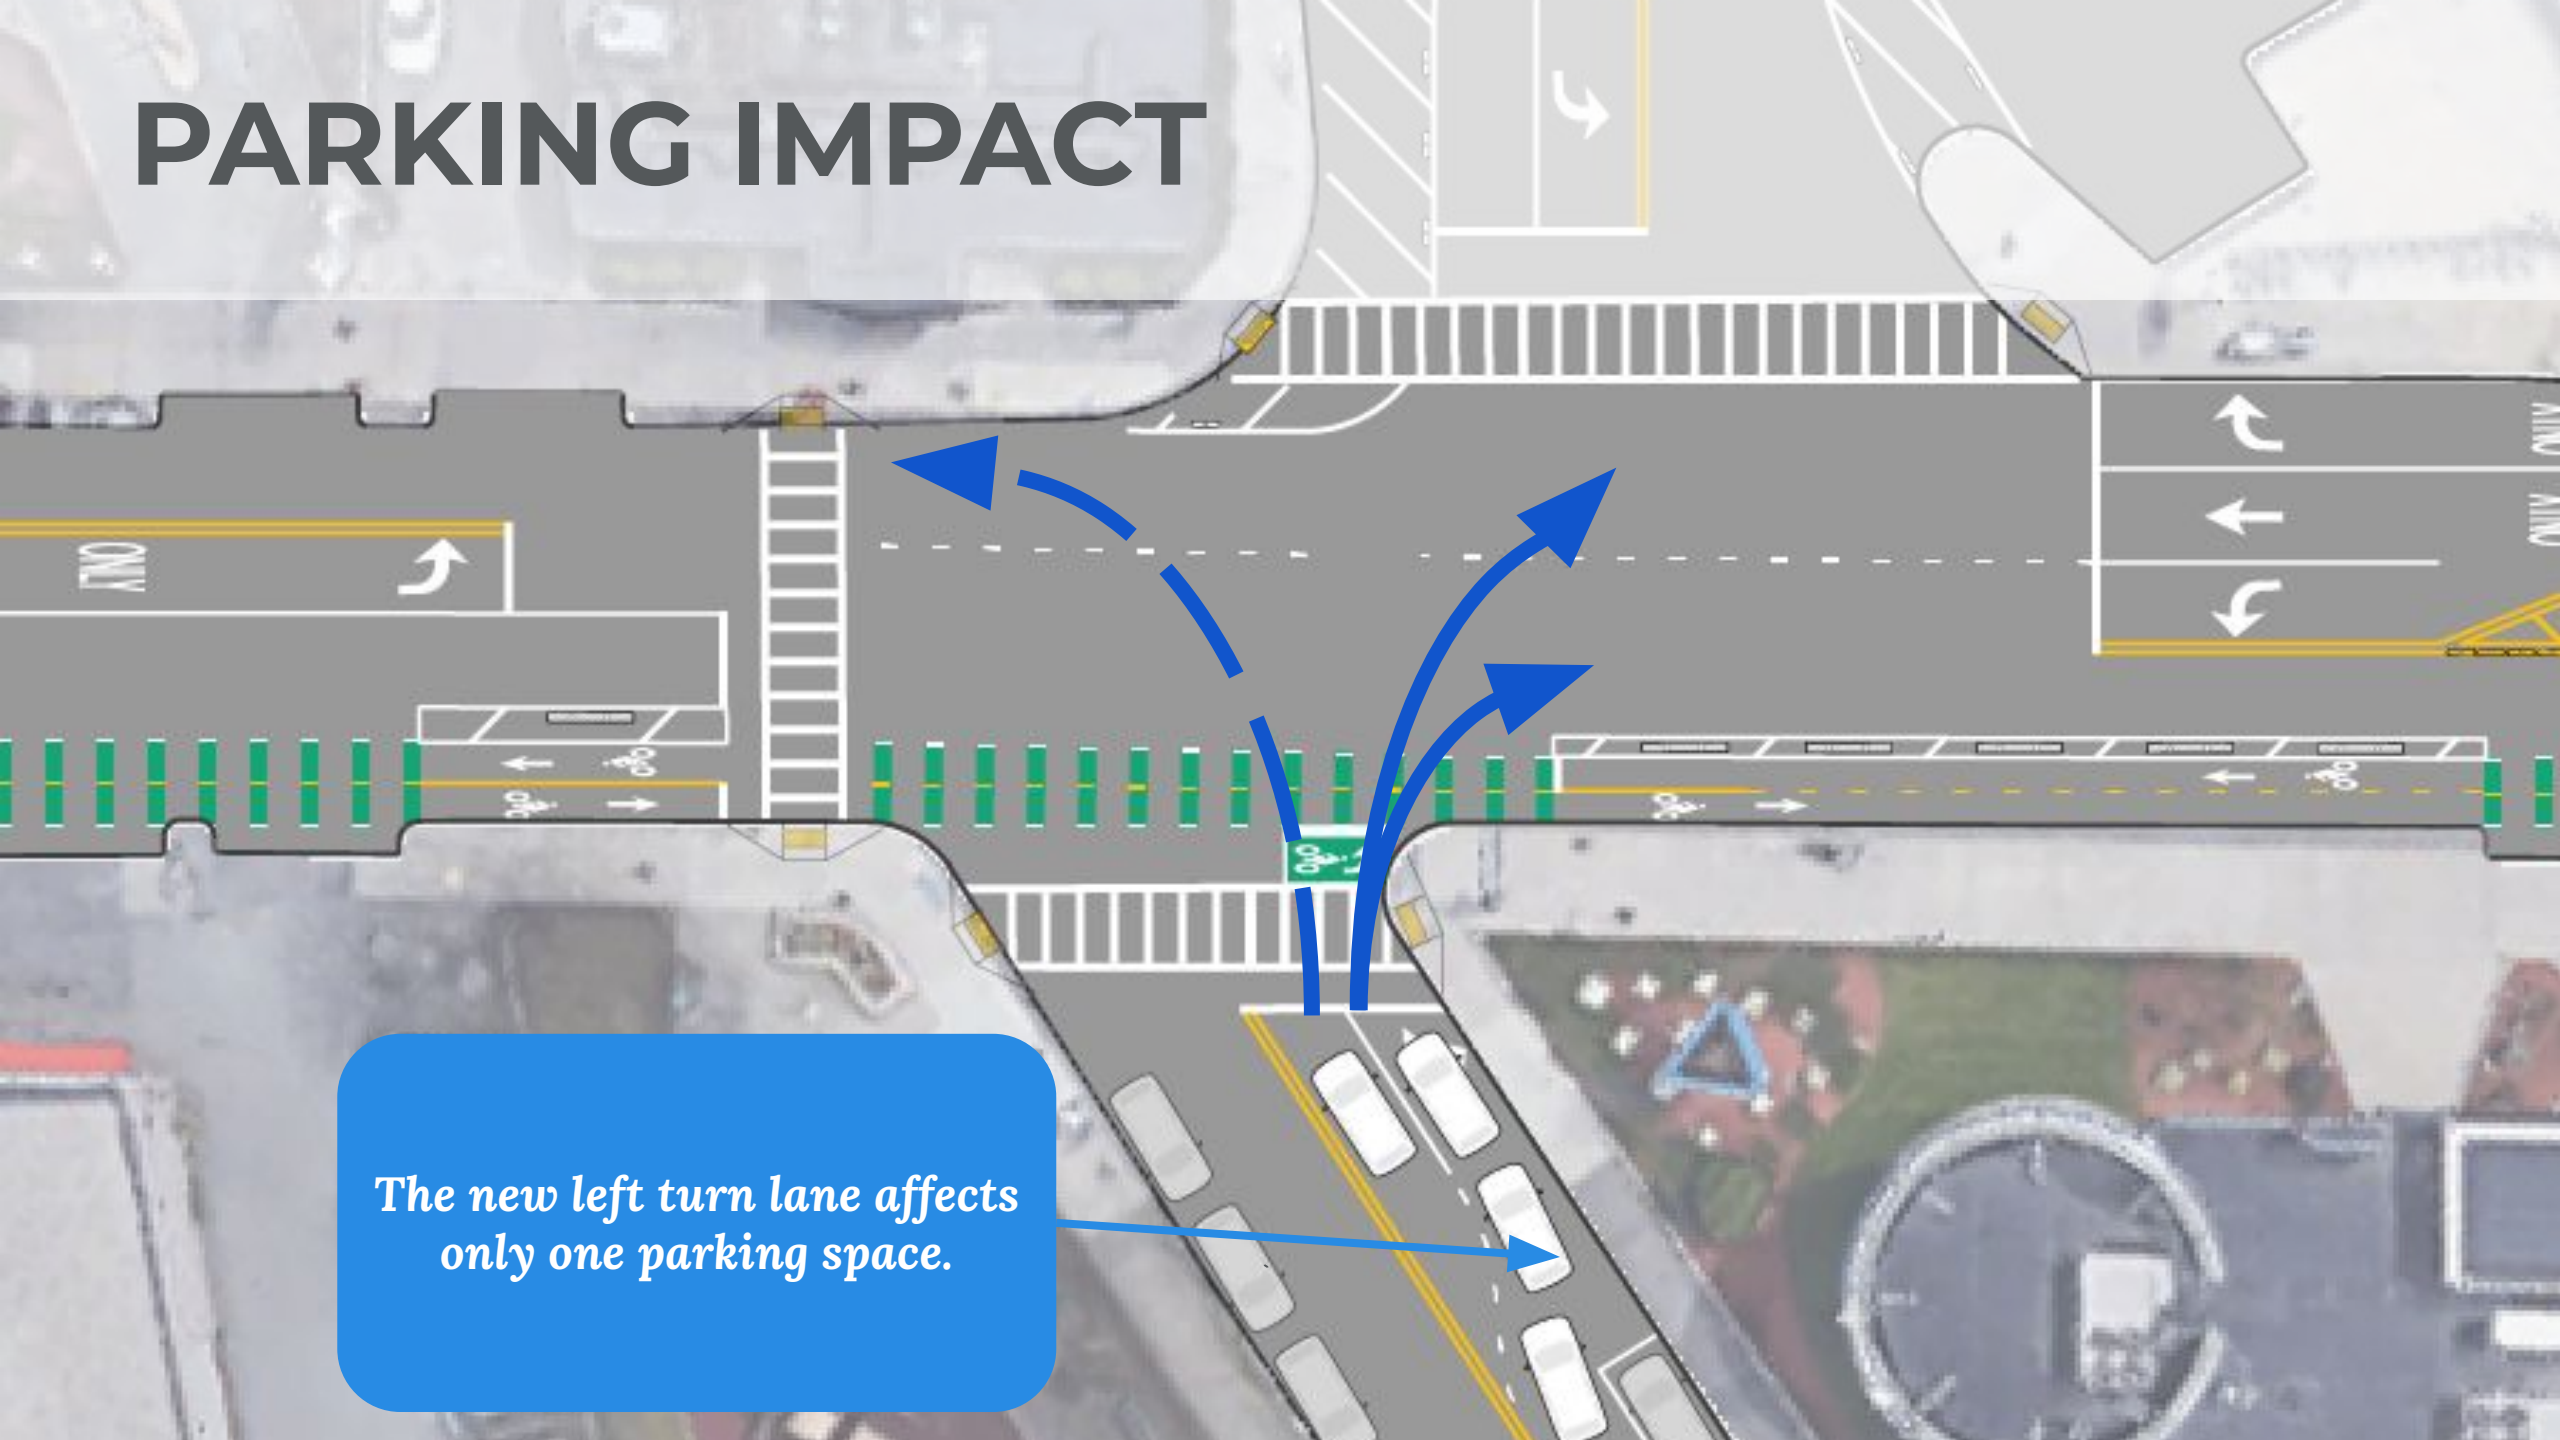 PARKING IMPACT
ONLY
ONLY
ONLY
The new left turn lane affects
only one parking space.